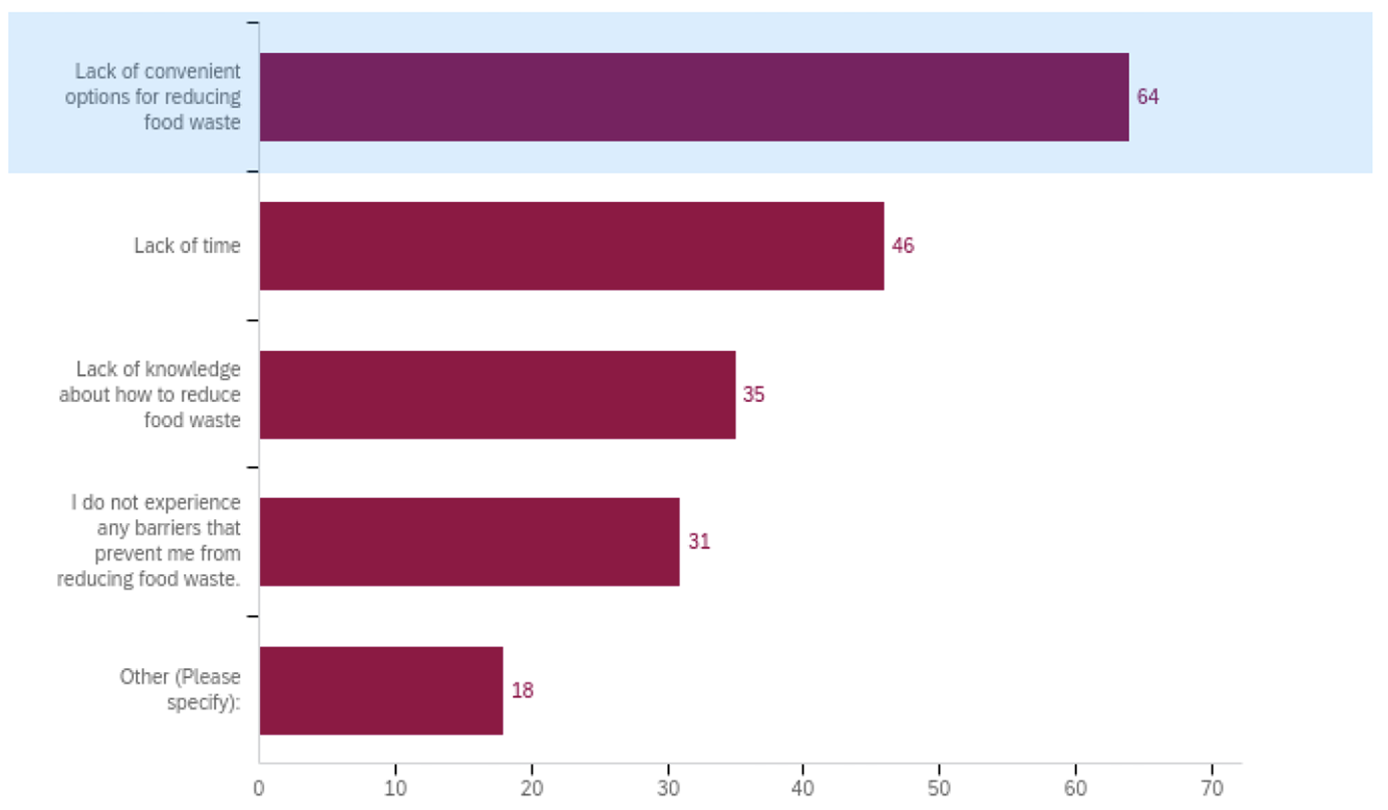 Lack of convenient
options for reducing
food waste
64
Lack of time
46
Lack of knowledge
about how to reduce
food waste
35
I do not experience
any barriers that
prevent me from
reducing food waste.
31
Other (Please
specify):
18
0 10 20 30 40 50 60 70